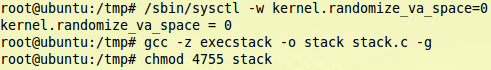 root@ubuntu:/tmp# /sbin/sysctl -w kernel.randomize_va_space=0
kernel.randomize_va_space = 0
root@ubuntu:/tmp# gcc -z execstack -o stack stack.c -g
root@ubuntu:/tmp# chmod 4755 stack